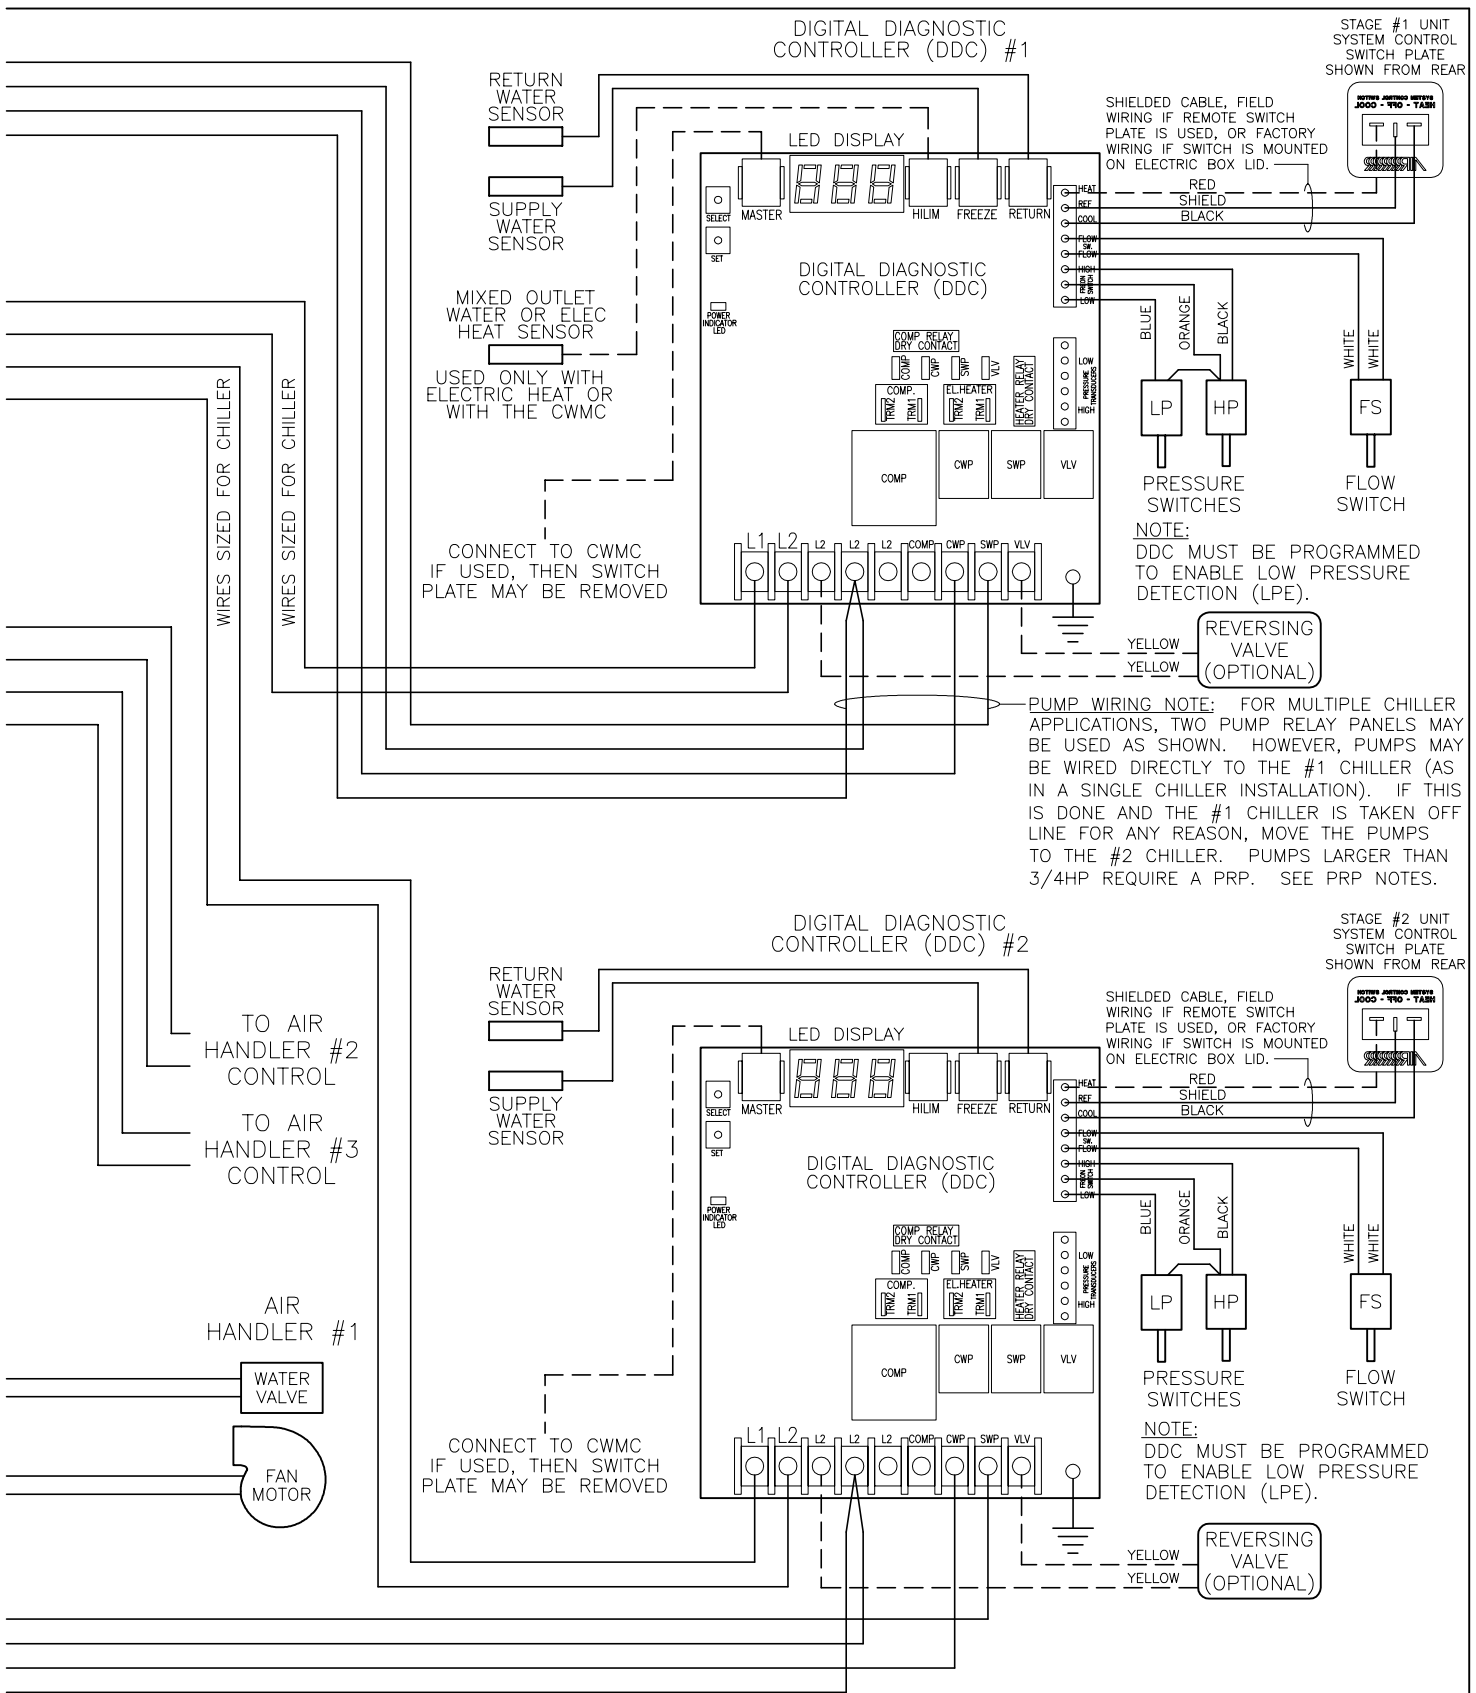 DIGITAL DIAGNOSTIC
CONTROLLER (DDC) #1
STAGE #1 UNIT
SYSTEM CONTROL
SWITCH PLATE
SHOWN FROM REAR
SYSTEM CONTROL SWITCH
HEAT - OFF - COOL
RETURN
WATER
SENSOR
SUPPLY
WATER
SENSOR
MIXED OUTLET
WATER OR ELEC
HEAT SENSOR
USED ONLY WITH
ELECTRIC HEAT OR
WITH THE CWMC
CONNECT TO CWMC
IF USED, THEN SWITCH
PLATE MAY BE REMOVED
WIRES SIZED FOR CHILLER
WIRES SIZED FOR CHILLER
LED DISPLAY
SELECT
SET
MASTER
HILIM
FREEZE
RETURN
POWER
INDICATOR
LED
DIGITAL DIAGNOSTIC
CONTROLLER (DDC)
HEAT
REF
COOL
FLOW
SW.
FLOW
HIGH
FREON
SWITCH
LOW
COMP RELAY
DRY CONTACT
COMP
CWP
SWP
VLV
COMP.
TRM2
TRM1
EL.HEATER
TRM2
TRM1
HEATER RELAY
DRY CONTACT
LOW
PRESSURE
TRANSDUCERS
HIGH
COMP
CWP
SWP
VLV
L1
L2
L2
L2
L2
COMP
CWP
SWP
VLV
SHIELDED CABLE, FIELD
WIRING IF REMOTE SWITCH
PLATE IS USED, OR FACTORY
WIRING IF SWITCH IS MOUNTED
ON ELECTRIC BOX LID.
RED
SHIELD
BLACK
BLUE
ORANGE
BLACK
WHITE
WHITE
LP
HP
FS
PRESSURE
SWITCHES
FLOW
SWITCH
NOTE:
DDC MUST BE PROGRAMMED
TO ENABLE LOW PRESSURE
DETECTION (LPE).
YELLOW
YELLOW
REVERSING
VALVE
(OPTIONAL)
PUMP WIRING NOTE: FOR MULTIPLE CHILLER
APPLICATIONS, TWO PUMP RELAY PANELS MAY
BE USED AS SHOWN. HOWEVER, PUMPS MAY
BE WIRED DIRECTLY TO THE #1 CHILLER (AS
IN A SINGLE CHILLER INSTALLATION). IF THIS
IS DONE AND THE #1 CHILLER IS TAKEN OFF
LINE FOR ANY REASON, MOVE THE PUMPS
TO THE #2 CHILLER. PUMPS LARGER THAN
3/4HP REQUIRE A PRP. SEE PRP NOTES.
TO AIR
HANDLER #2
CONTROL
TO AIR
HANDLER #3
CONTROL
AIR
HANDLER #1
WATER
VALVE
FAN
MOTOR
DIGITAL DIAGNOSTIC
CONTROLLER (DDC) #2
STAGE #2 UNIT
SYSTEM CONTROL
SWITCH PLATE
SHOWN FROM REAR
SYSTEM CONTROL SWITCH
HEAT - OFF - COOL
RETURN
WATER
SENSOR
SUPPLY
WATER
SENSOR
CONNECT TO CWMC
IF USED, THEN SWITCH
PLATE MAY BE REMOVED
LED DISPLAY
SELECT
SET
MASTER
HILIM
FREEZE
RETURN
POWER
INDICATOR
LED
DIGITAL DIAGNOSTIC
CONTROLLER (DDC)
HEAT
REF
COOL
FLOW
SW.
FLOW
HIGH
FREON
SWITCH
LOW
COMP RELAY
DRY CONTACT
COMP
CWP
SWP
VLV
COMP.
TRM2
TRM1
EL.HEATER
TRM2
TRM1
HEATER RELAY
DRY CONTACT
LOW
PRESSURE
TRANSDUCERS
HIGH
COMP
CWP
SWP
VLV
L1
L2
L2
L2
L2
COMP
CWP
SWP
VLV
SHIELDED CABLE, FIELD
WIRING IF REMOTE SWITCH
PLATE IS USED, OR FACTORY
WIRING IF SWITCH IS MOUNTED
ON ELECTRIC BOX LID.
RED
SHIELD
BLACK
BLUE
ORANGE
BLACK
WHITE
WHITE
LP
HP
FS
PRESSURE
SWITCHES
FLOW
SWITCH
NOTE:
DDC MUST BE PROGRAMMED
TO ENABLE LOW PRESSURE
DETECTION (LPE).
YELLOW
YELLOW
REVERSING
VALVE
(OPTIONAL)